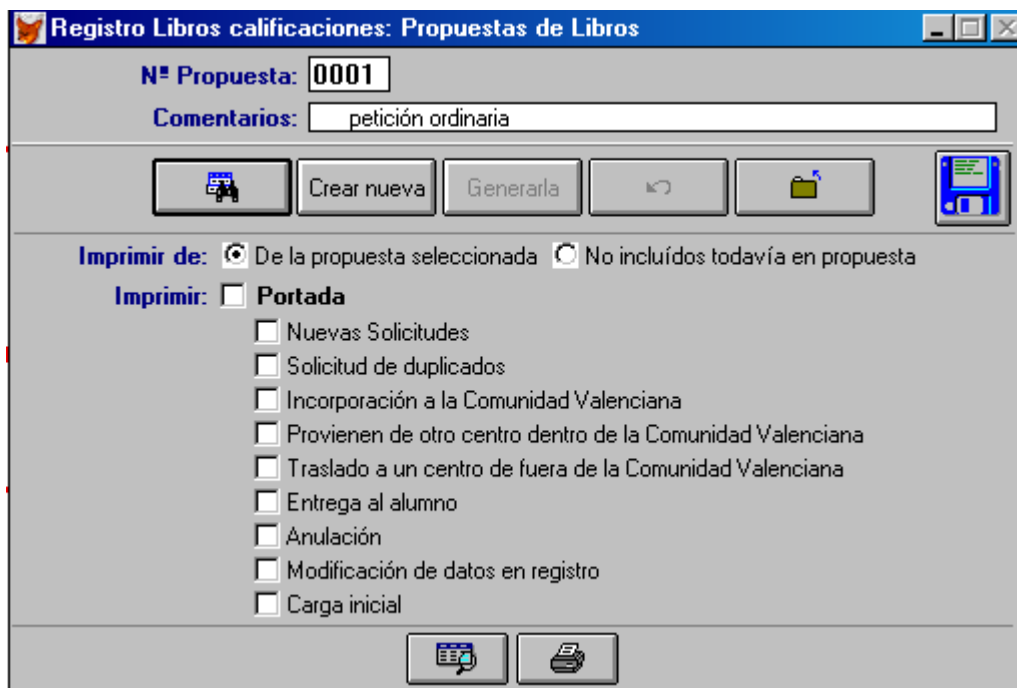 Registro Libros calificaciones: Propuestas de Libros
Nº Propuesta: 0001
Comentarios: petición ordinaria
Crear nueva Generarla
Imprimir de: De la propuesta seleccionada No incluídos todavía en propuesta
Imprimir: Portada
Nuevas Solicitudes
Solicitud de duplicados
Incorporación a la Comunidad Valenciana
Provienen de otro centro dentro de la Comunidad Valenciana
Traslado a un centro de fuera de la Comunidad Valenciana
Entrega al alumno
Anulación
Modificación de datos en registro
Carga inicial